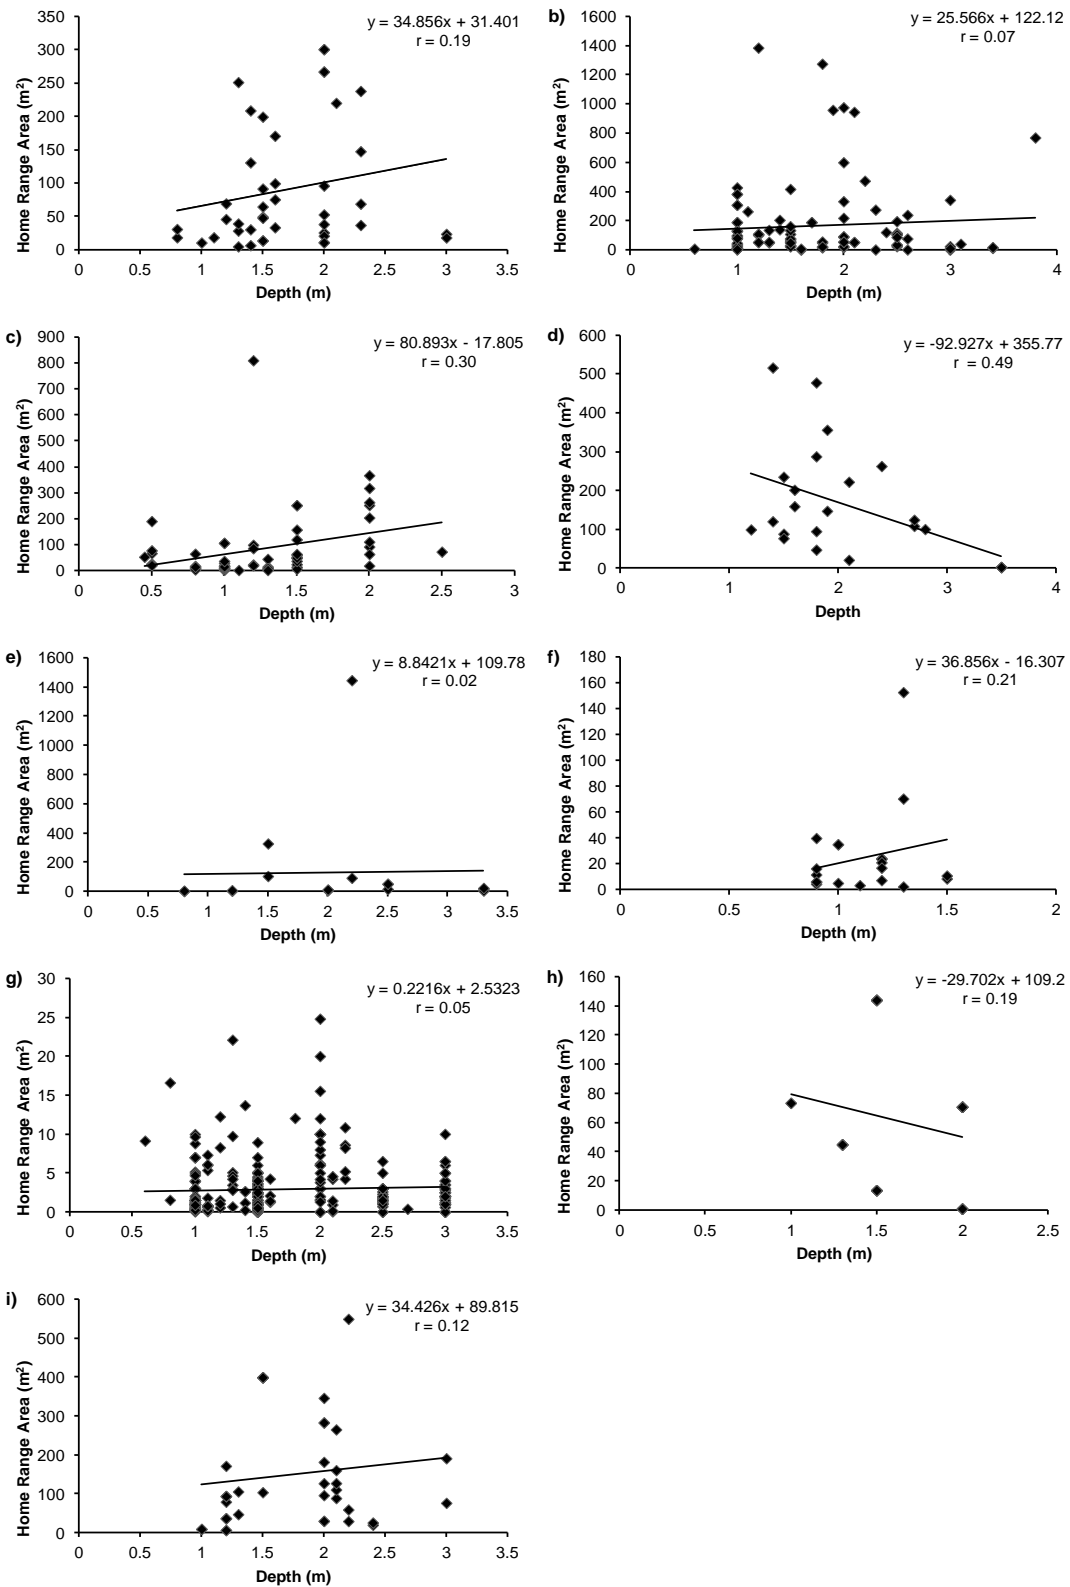 y = 34.856x + 31.401
r = 0.19
350
300
250
200
150
100
50
0
Home Range Area (m²)
0 0.5 1 1.5 2 2.5 3 3.5
Depth (m)
b)
y = 25.566x + 122.12
r = 0.07
1600
1400
1200
1000
800
600
400
200
0
Home Range Area (m²)
0 1 2 3 4
Depth (m)
c)
y = 80.893x - 17.805
r = 0.30
900
800
700
600
500
400
300
200
100
0
Home Range Area (m²)
0 0.5 1 1.5 2 2.5 3
Depth (m)
d)
y = -92.927x + 355.77
r = 0.49
600
500
400
300
200
100
0
Home Range Area (m²)
0 1 2 3 4
Depth
e)
y = 8.8421x + 109.78
r = 0.02
1600
1400
1200
1000
800
600
400
200
0
Home Range Area (m²)
0 0.5 1 1.5 2 2.5 3 3.5
Depth (m)
f)
y = 36.856x - 16.307
r = 0.21
180
160
140
120
100
80
60
40
20
0
Home Range Area (m²)
0 0.5 1 1.5 2
Depth (m)
g)
y = 0.2216x + 2.5323
r = 0.05
30
25
20
15
10
5
0
Home Range Area (m²)
0 0.5 1 1.5 2 2.5 3 3.5
Depth (m)
h)
y = -29.702x + 109.2
r = 0.19
160
140
120
100
80
60
40
20
0
Home Range Area (m²)
0 0.5 1 1.5 2 2.5
Depth (m)
i)
y = 34.426x + 89.815
r = 0.12
600
500
400
300
200
100
0
Home Range Area (m²)
0 0.5 1 1.5 2 2.5 3 3.5
Depth (m)